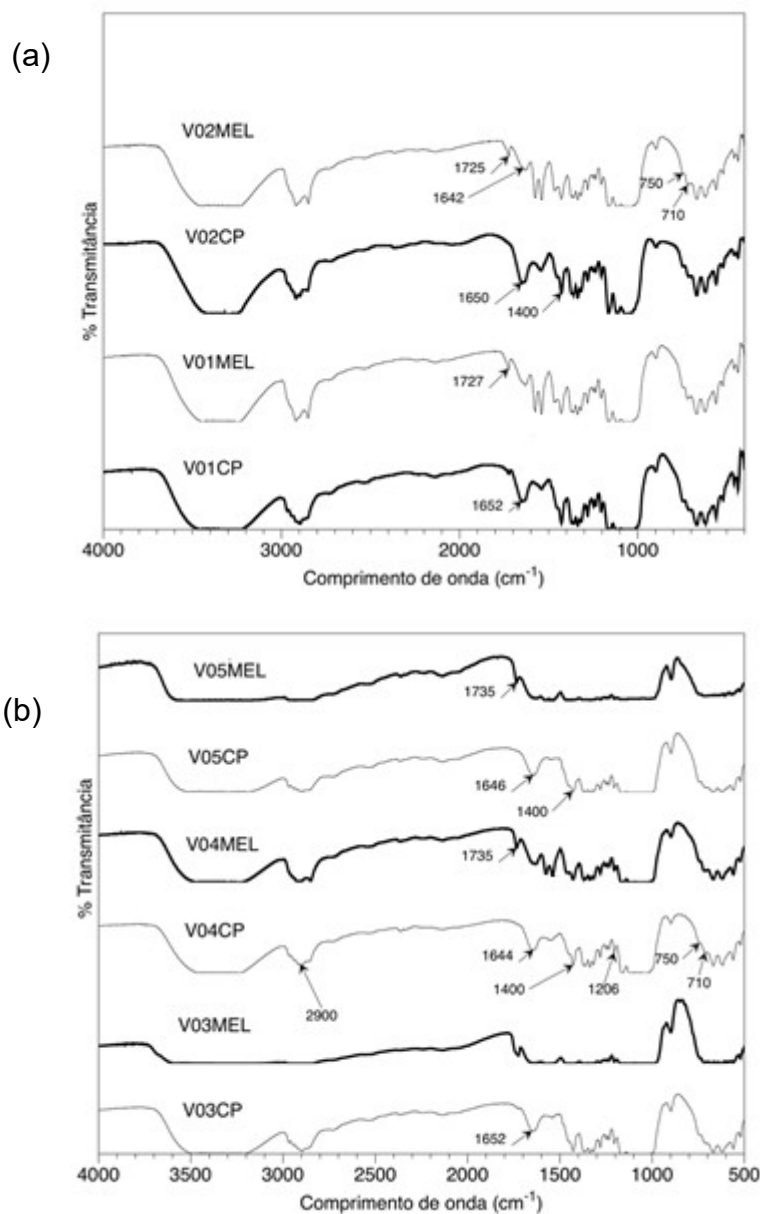 (a)
V02MEL
1725
1642
750
710
V02CP
1650
1400
V01MEL
1727
V01CP
1652
% Transmitância
4000 3000 2000 1000
Comprimento de onda (cm⁻¹)
(b)
V05MEL
1735
V05CP
1646
1400
V04MEL
1735
V04CP
1644
1400
1206
750
710
2900
V03MEL
V03CP
1652
% Transmitância
4000 3500 3000 2500 2000 1500 1000 500
Comprimento de onda (cm⁻¹)